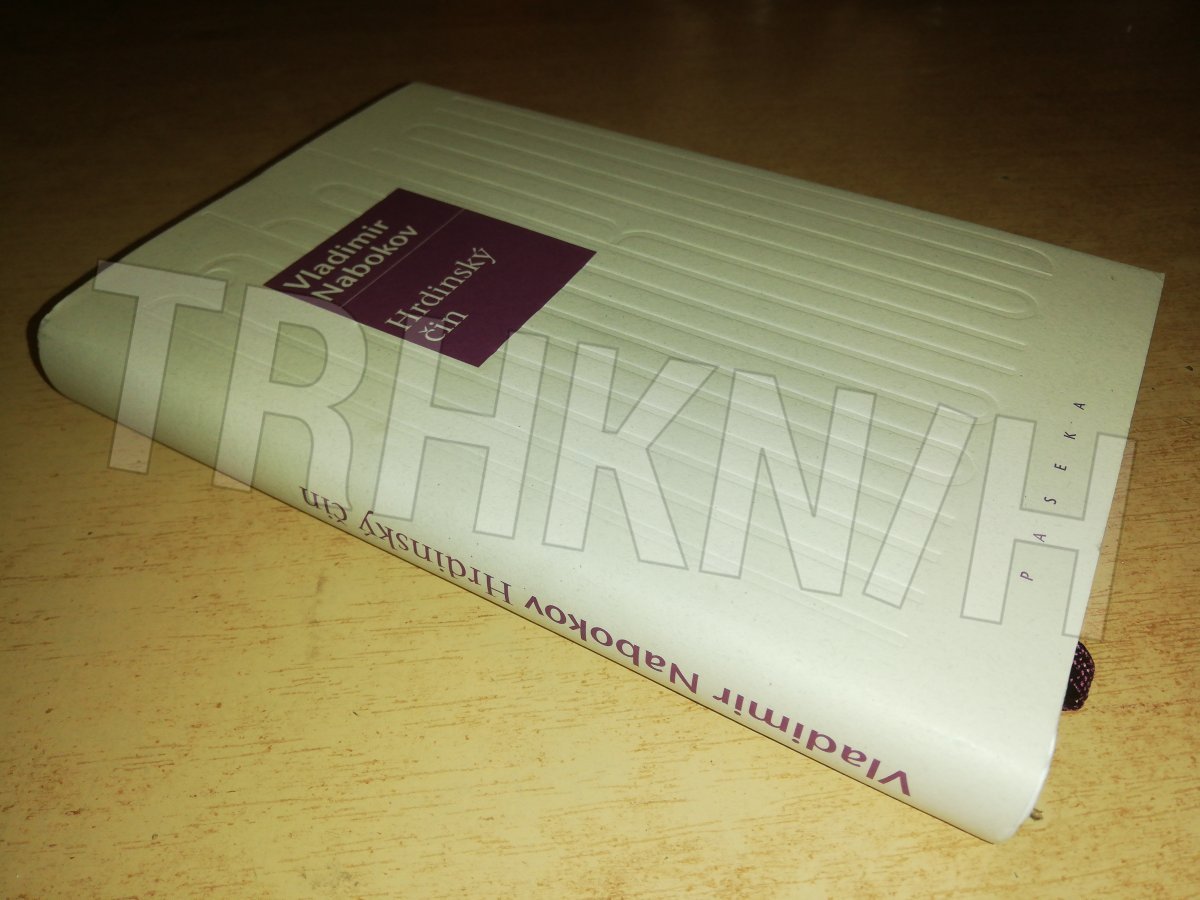 Vladimir
Nabokov
Hrdinský
čin
PASEKA
Vladimir Nabokov Hrdinský čin
TRHKNIH